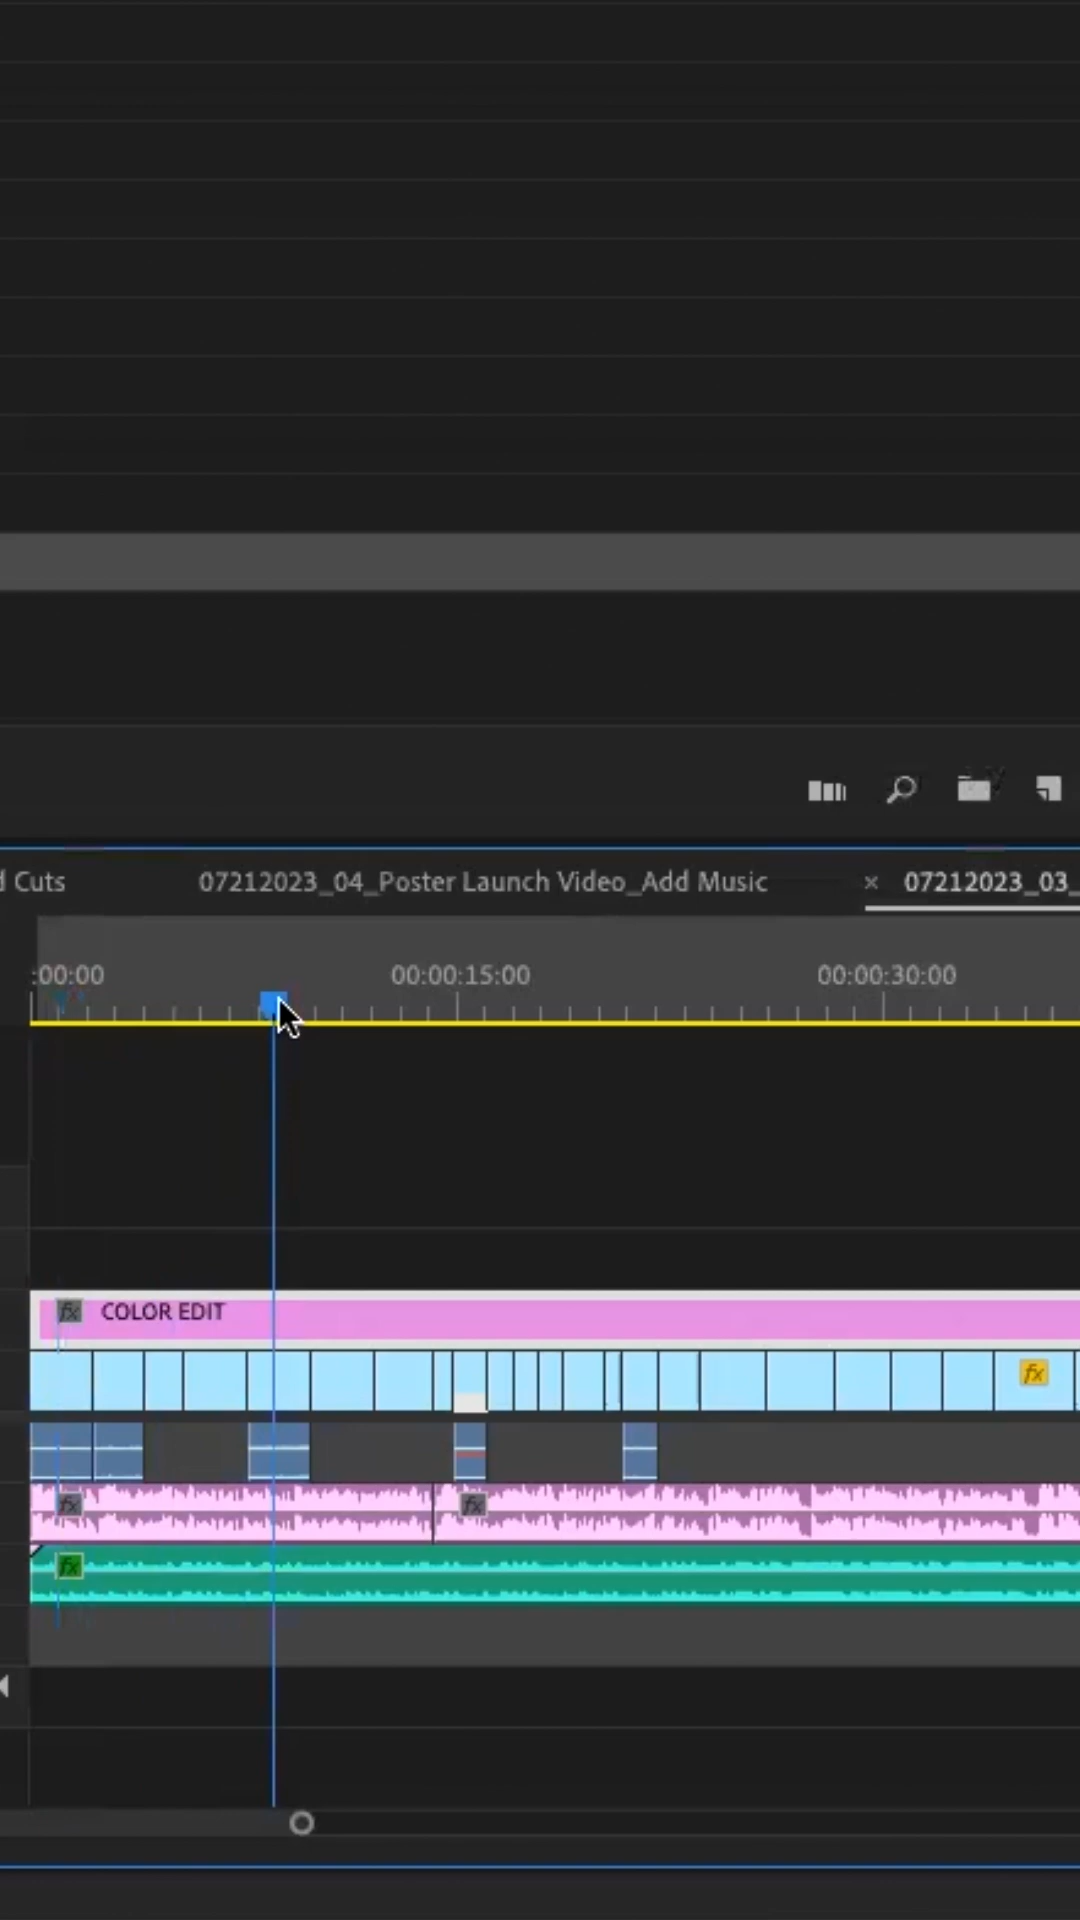 d Cuts
07212023_04_Poster Launch Video_Add Music
× 07212023_03_
:00:00
00:00:15:00
00:00:30:00
fx COLOR EDIT
fx
fx
fx
fx